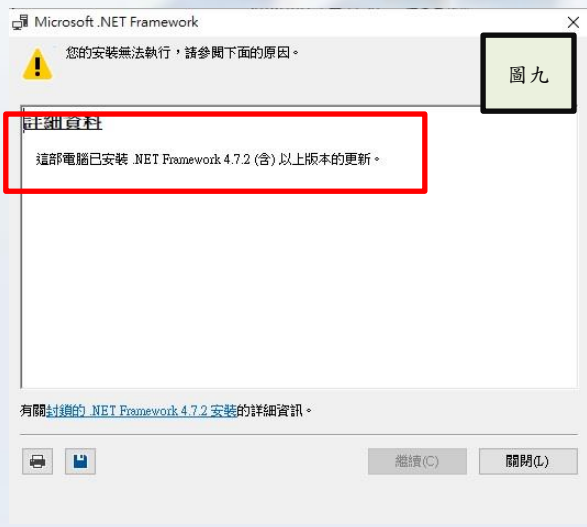 Microsoft .NET Framework
您的安裝無法執行，請參閱下面的原因。
圖九
詳細資料
這部電腦已安裝 .NET Framework 4.7.2 (含) 以上版本的更新。
有關封鎖的 .NET Framework 4.7.2 安裝的詳細資訊。
繼續(C)
關閉(L)